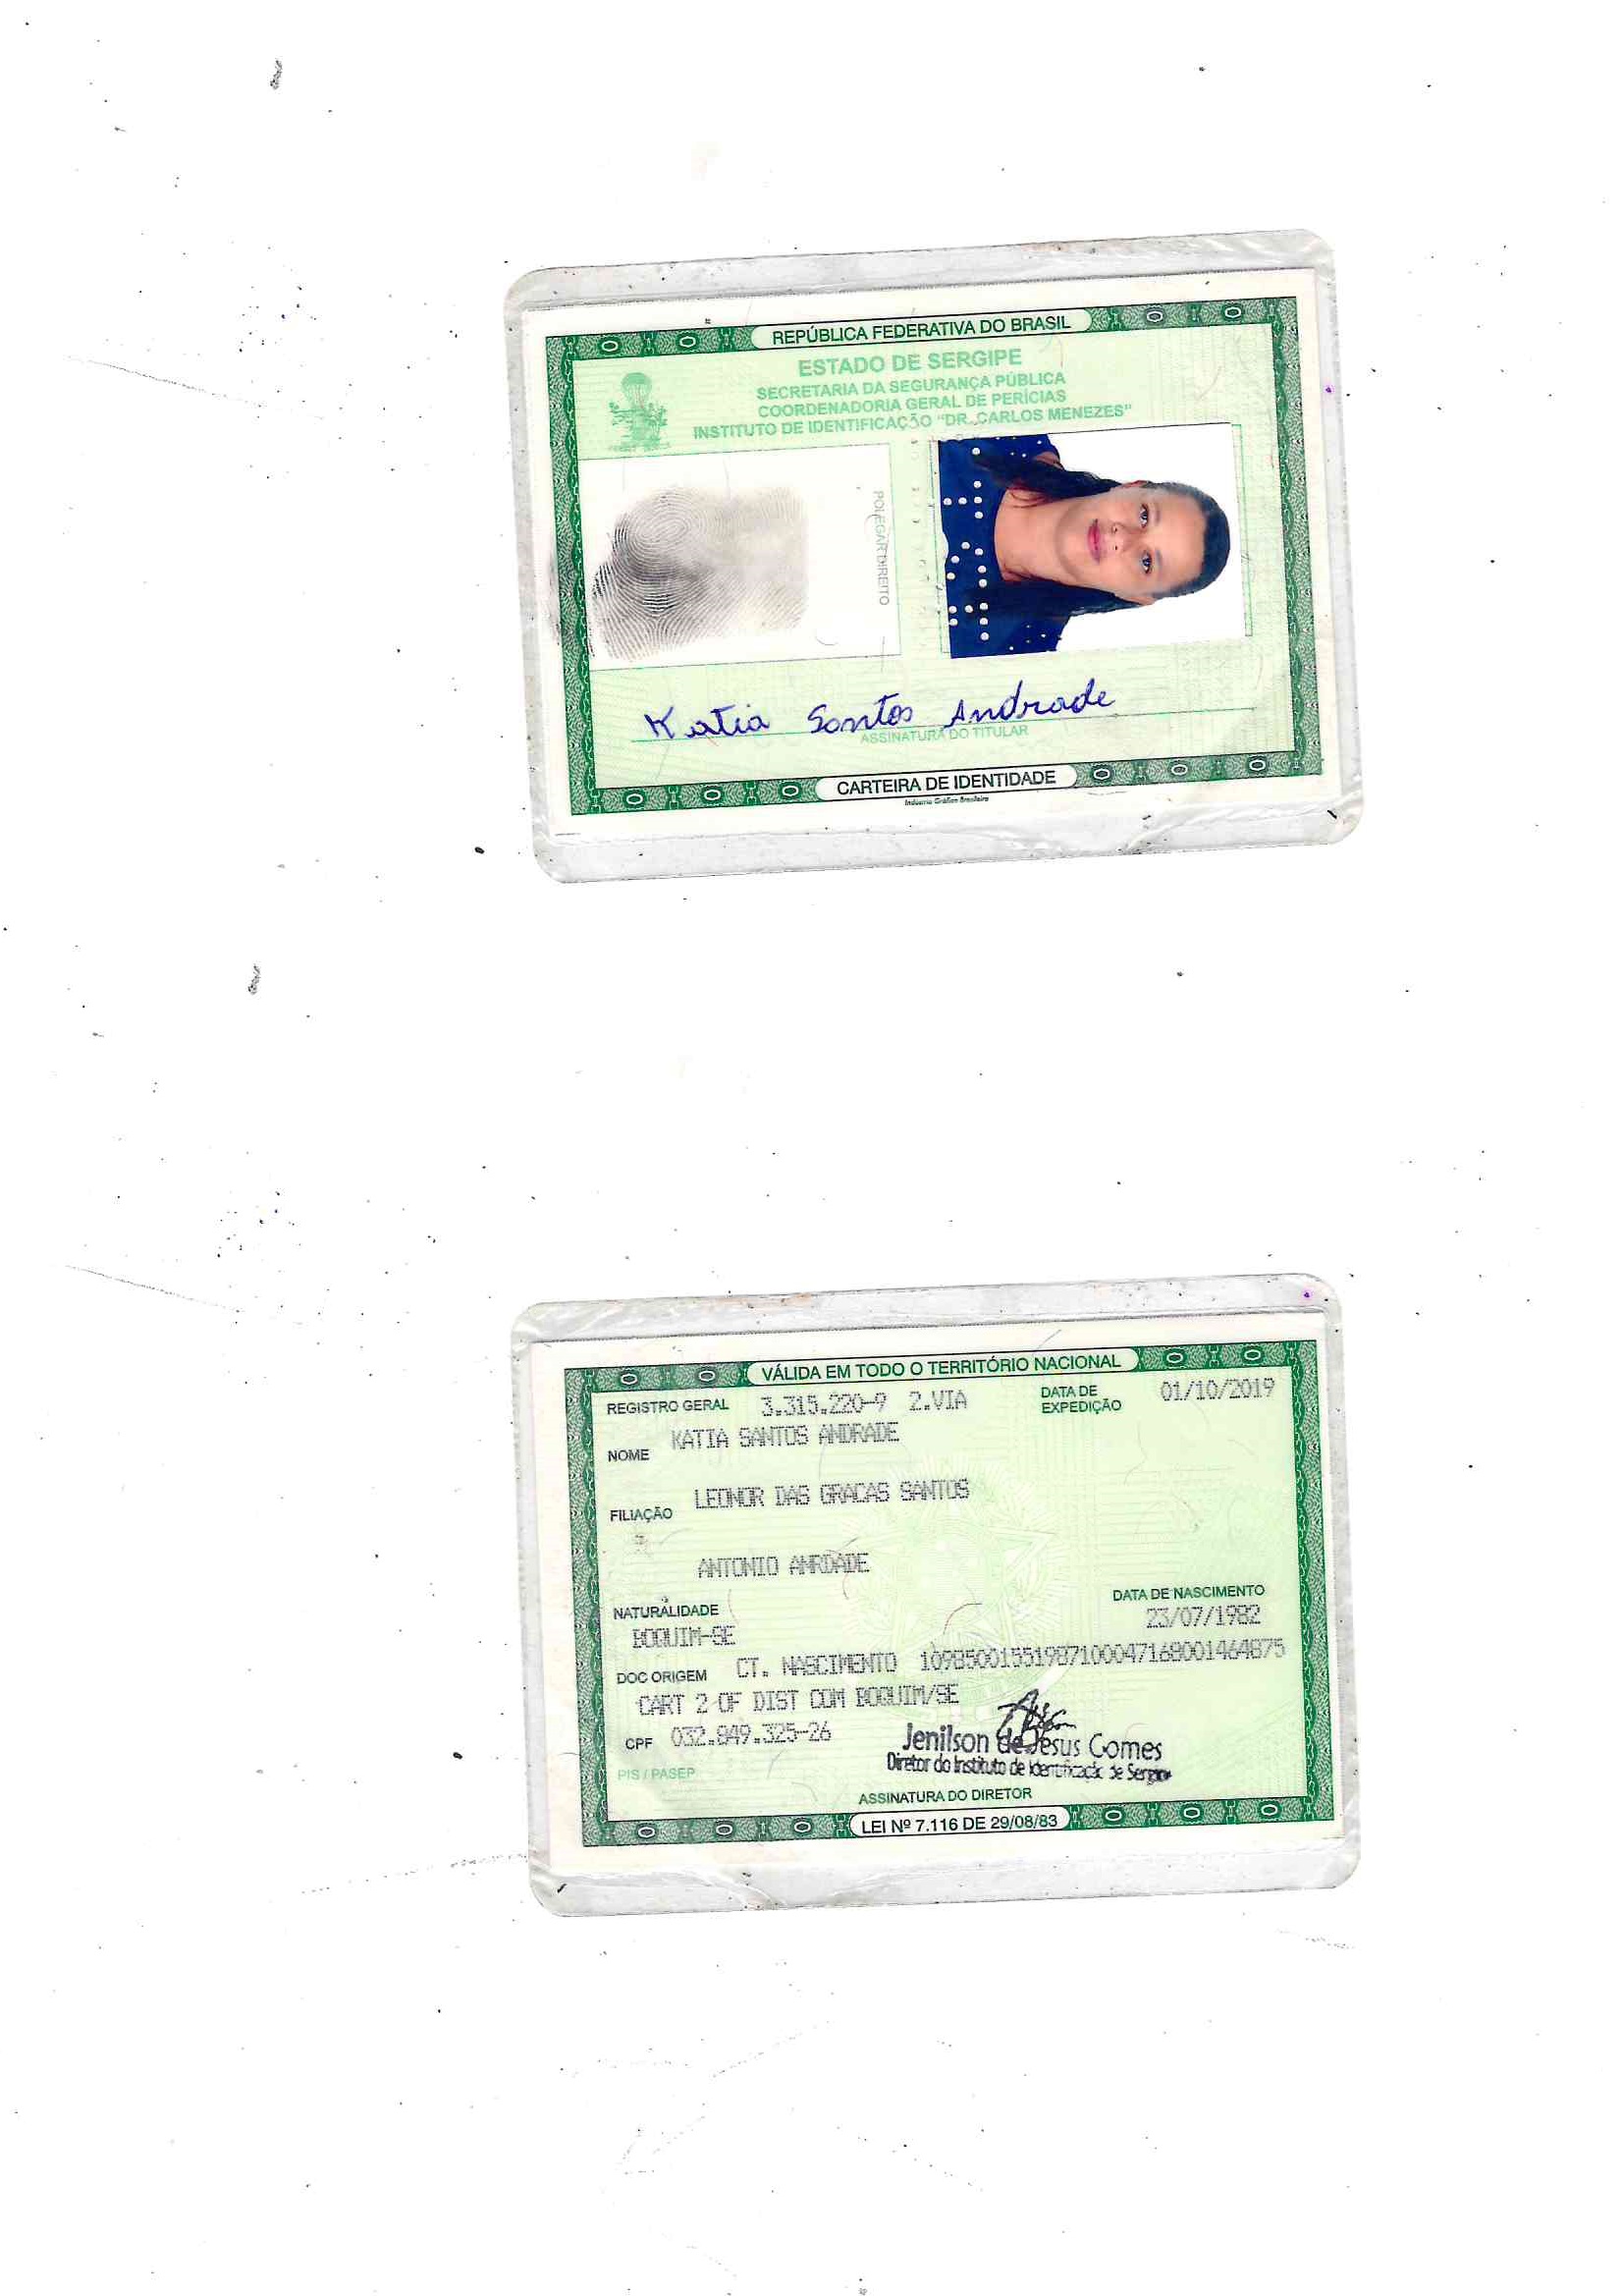 REPÚBLICA FEDERATIVA DO BRASIL
ESTADO DE SERGIPE
SECRETARIA DA SEGURANÇA PÚBLICA
COORDENADORIA GERAL DE PERÍCIAS
INSTITUTO DE IDENTIFICAÇÃO "DR. CARLOS MENEZES"
POLEGAR DIREITO
Katia Santos Andrade
ASSINATURA DO TITULAR
CARTEIRA DE IDENTIDADE
Indústria Gráfica Brasileira
VÁLIDA EM TODO O TERRITÓRIO NACIONAL
REGISTRO GERAL 3.315.220-9 2.VIA DATA DE EXPEDIÇÃO 01/10/2019
NOME KATIA SANTOS ANDRADE
FILIAÇÃO LEONOR DAS GRACAS SANTOS
ANTONIO ANRDADE
NATURALIDADE DATA DE NASCIMENTO
BOQUIM-SE 23/07/1982
DOC ORIGEM CT. NASCIMENTO 10985001551987100047168001464875
CART 2 OF DIST COM BOQUIM/SE
CPF 032.849.325-26
Jenilson de Jesus Gomes
Diretor do Instituto de Identificação de Sergipe
PIS / PASEP
ASSINATURA DO DIRETOR
LEI Nº 7.116 DE 29/08/83